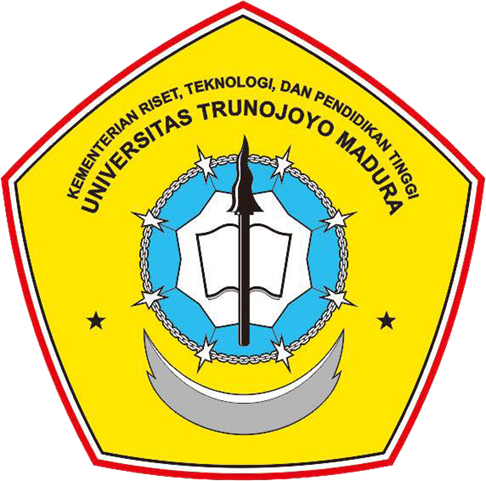 KEMENTERIAN RISET, TEKNOLOGI, DAN PENDIDIKAN TINGGI
UNIVERSITAS TRUNOJOYO MADURA